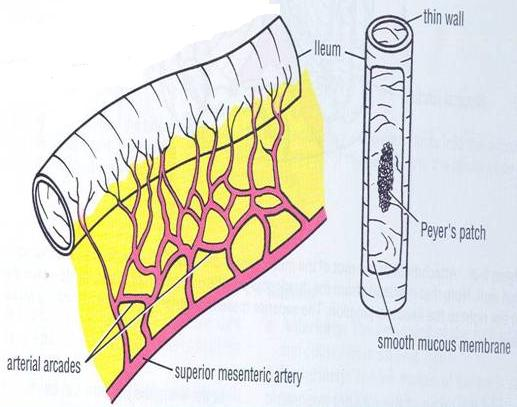 thin wall
Ileum
Peyer's patch
smooth mucous membrane
arterial arcades
superior mesenteric artery